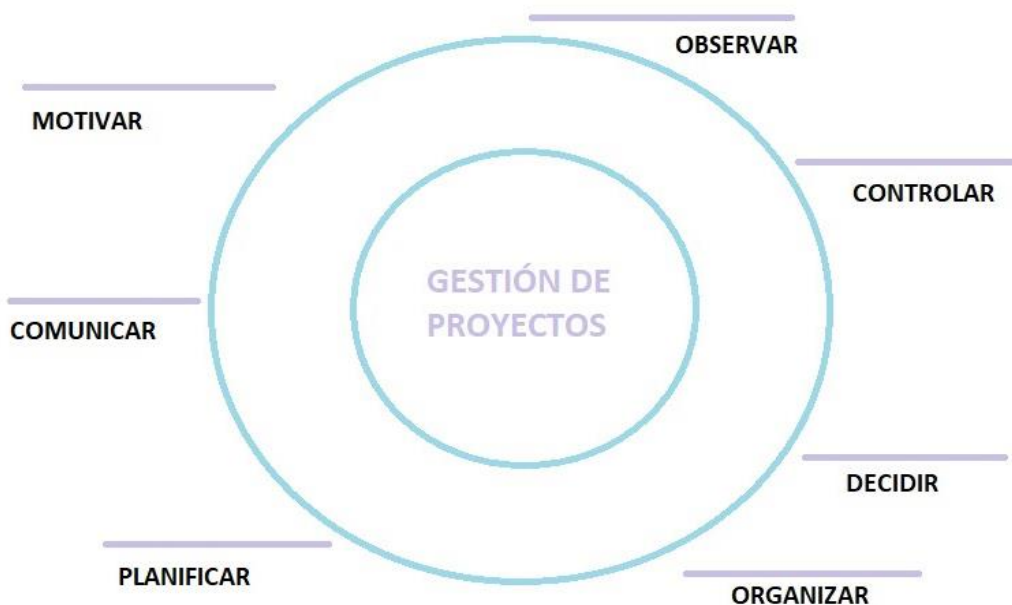 OBSERVAR
MOTIVAR
CONTROLAR
GESTIÓN DE
PROYECTOS
COMUNICAR
DECIDIR
PLANIFICAR
ORGANIZAR